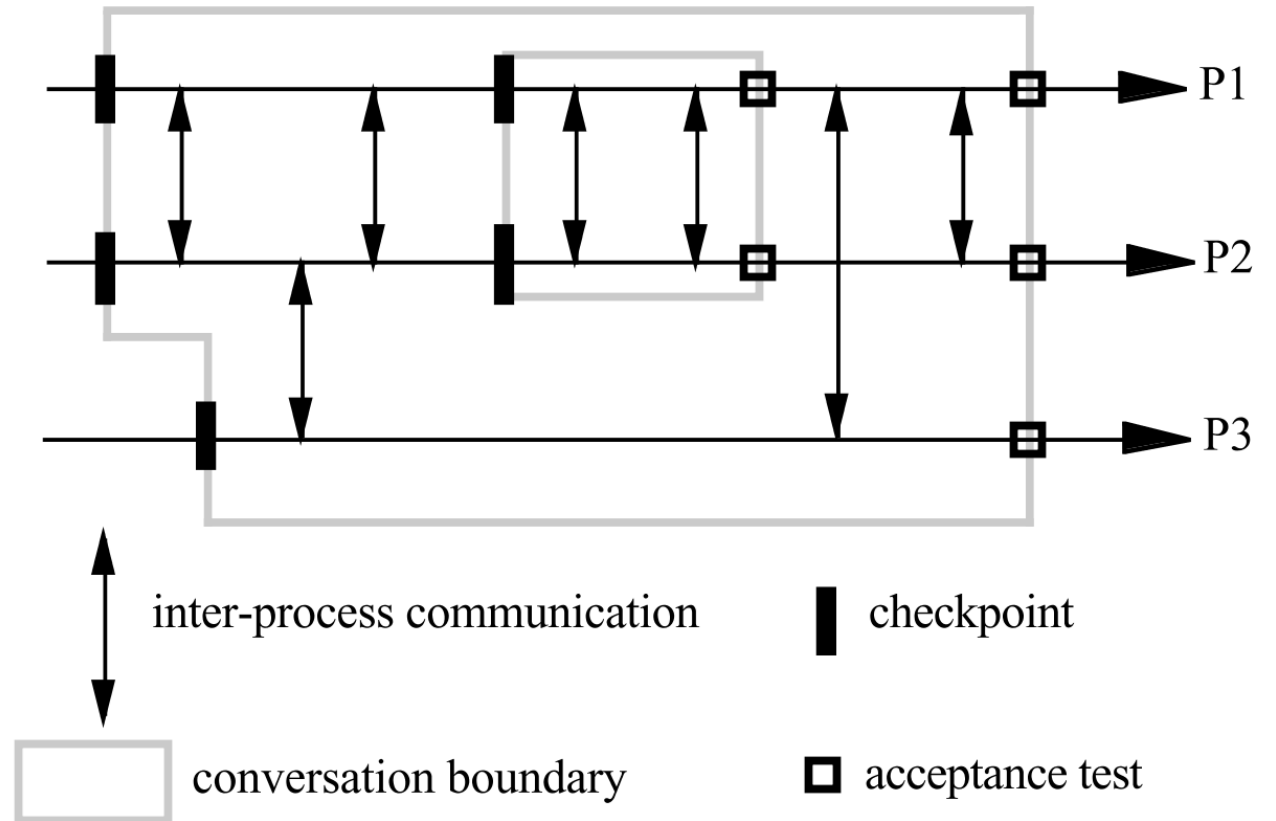 P1
P2
P3
inter-process communication
checkpoint
conversation boundary
acceptance test